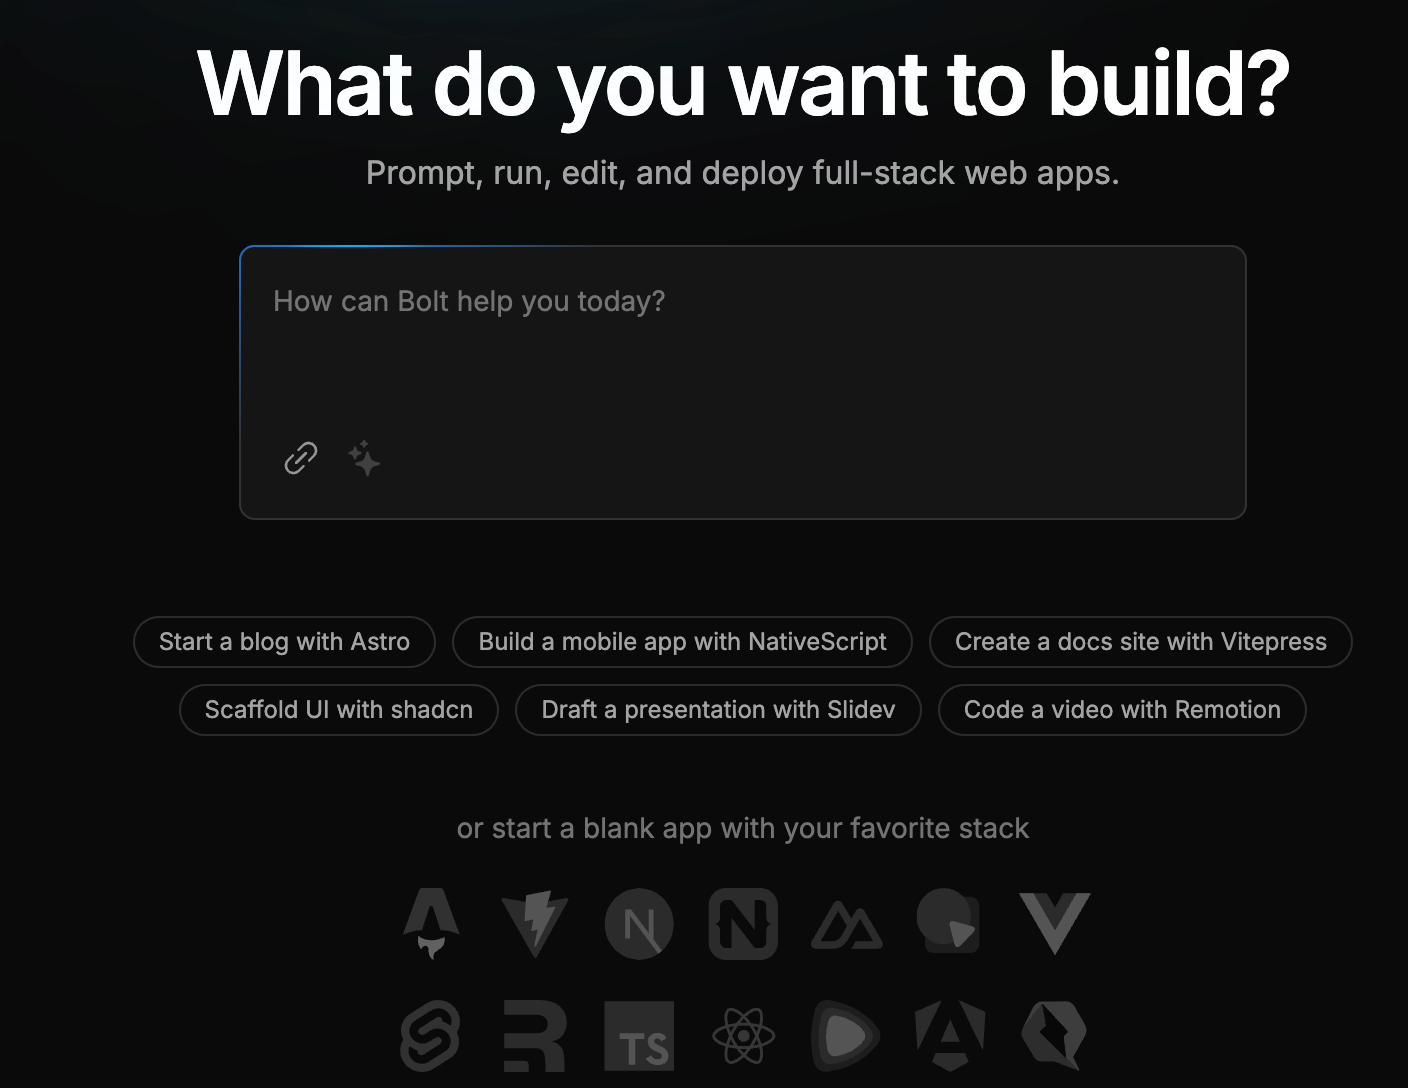 What do you want to build?
Prompt, run, edit, and deploy full-stack web apps.
How can Bolt help you today?
Start a blog with Astro
Build a mobile app with NativeScript
Create a docs site with Vitepress
Scaffold UI with shadcn
Draft a presentation with Slidev
Code a video with Remotion
or start a blank app with your favorite stack
N
N
TS